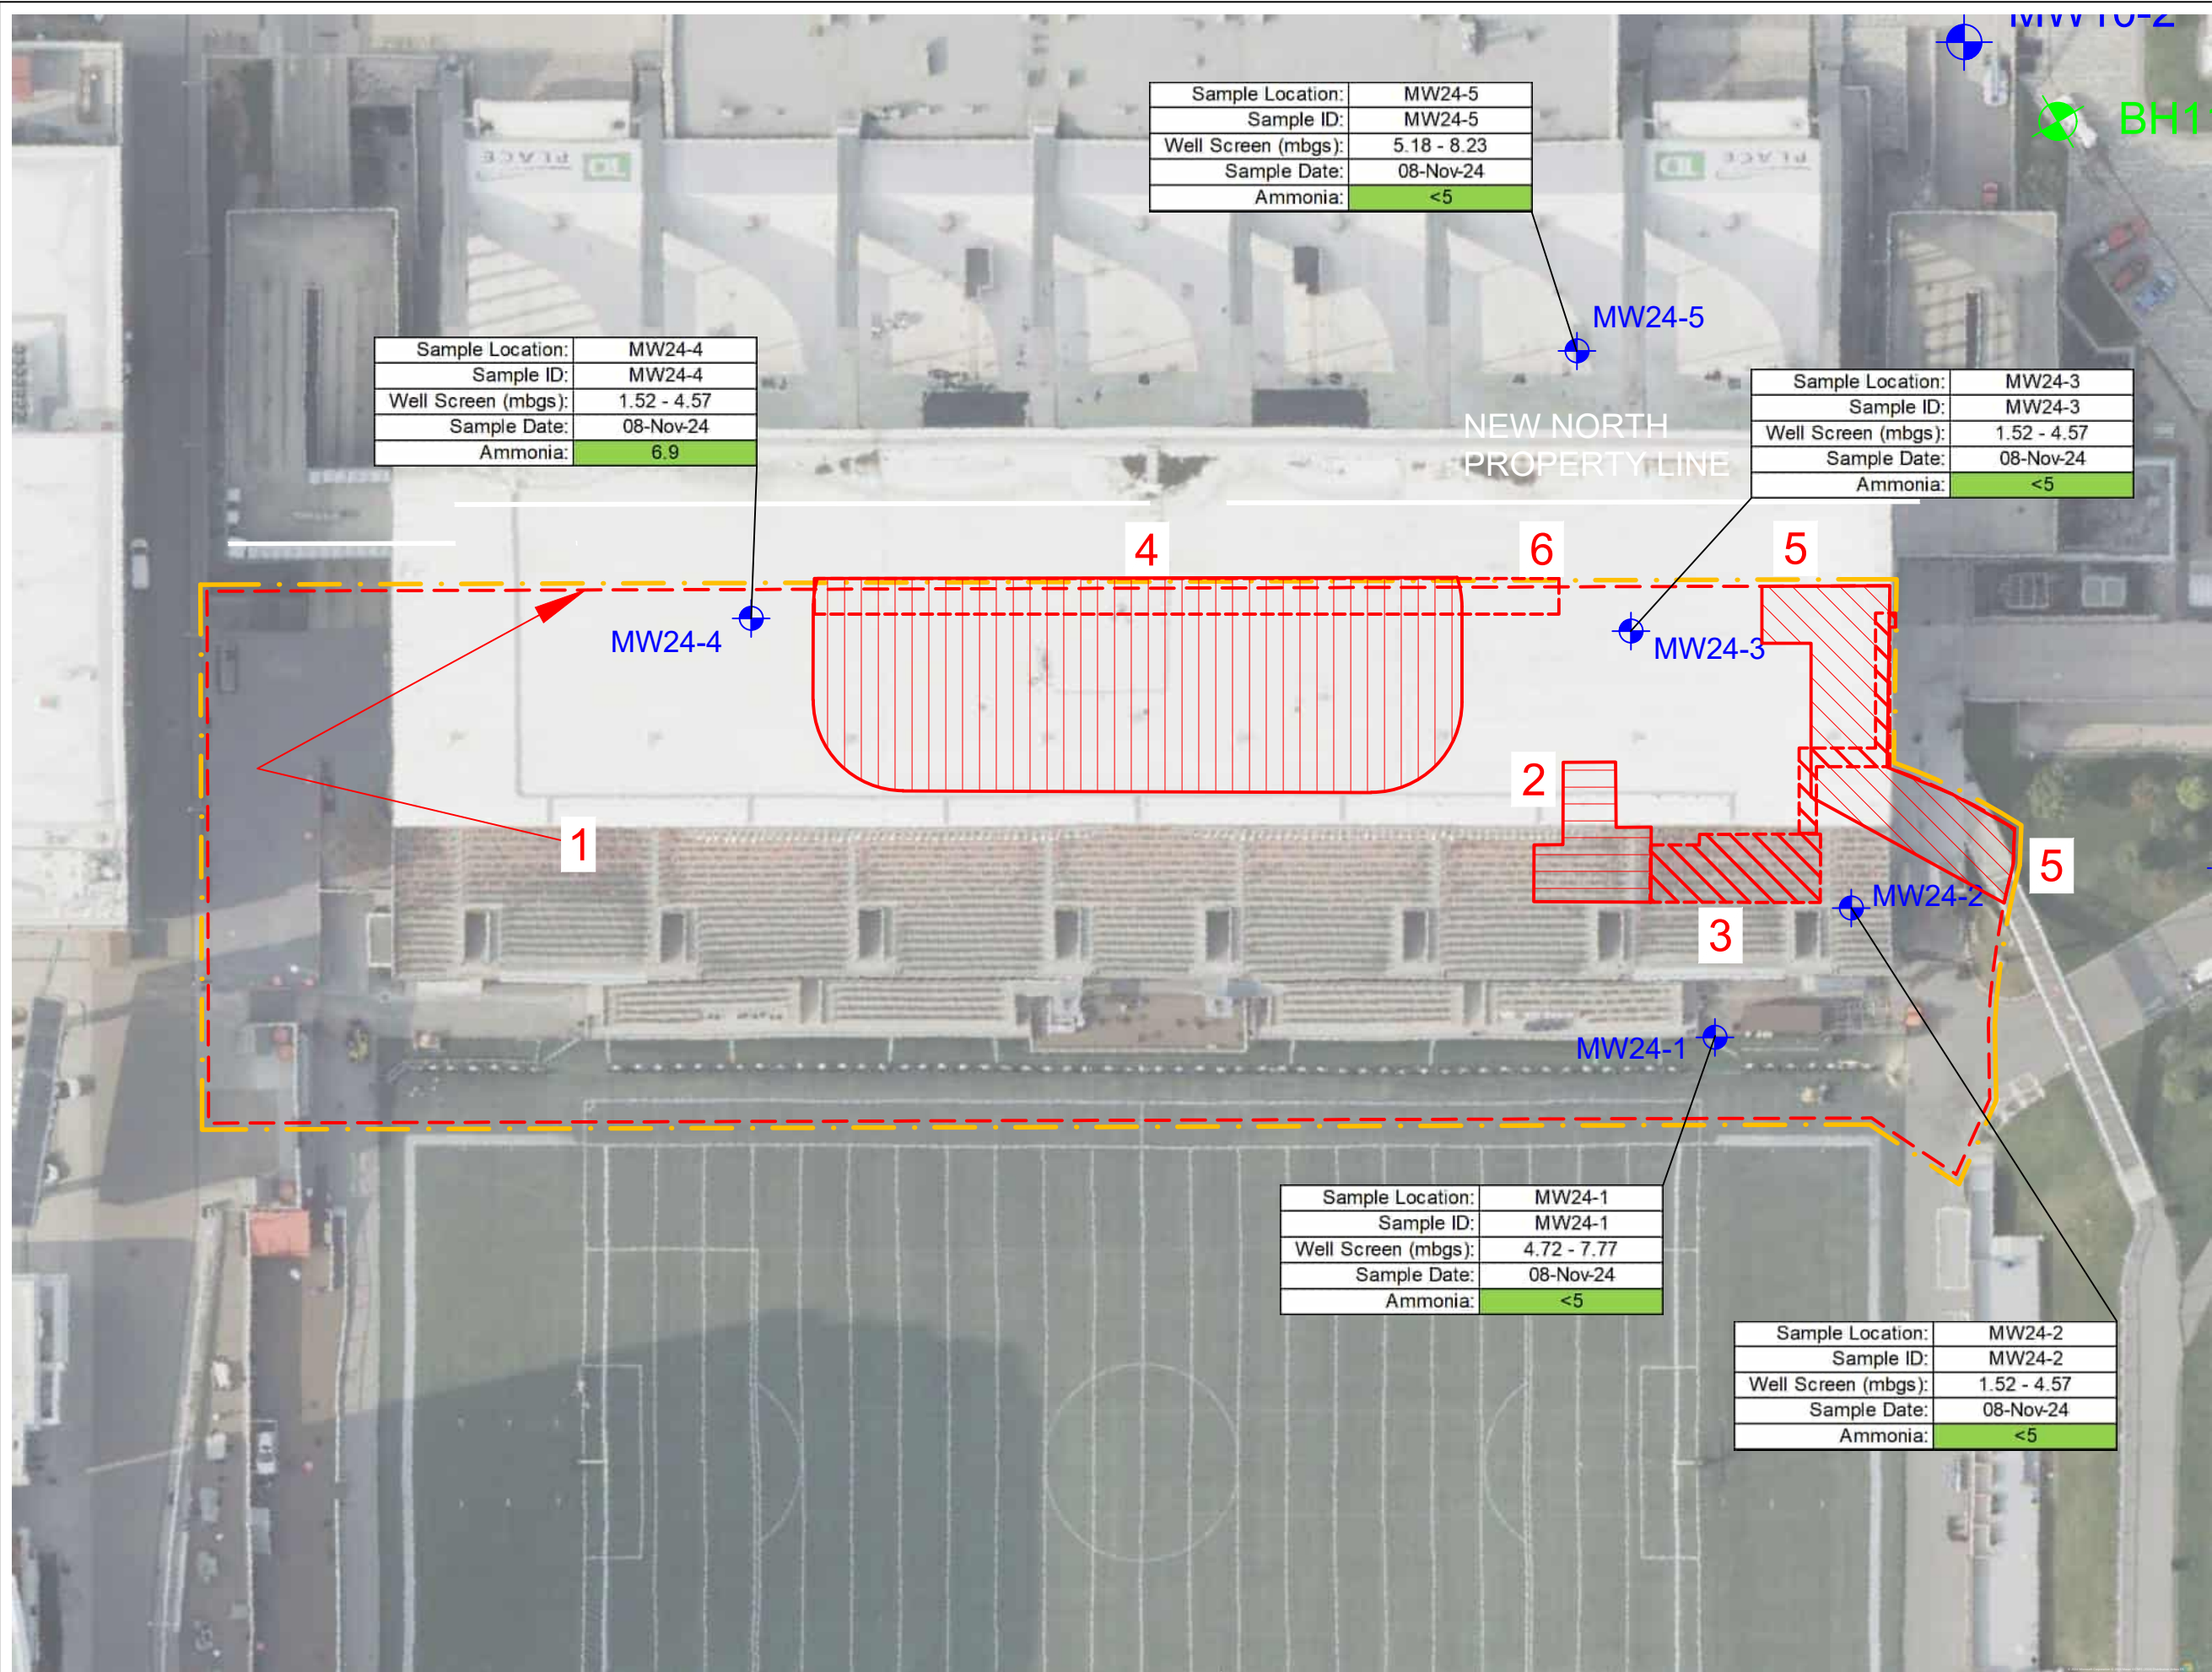 MW10-2
BH11
Sample Location: MW24-5
Sample ID: MW24-5
Well Screen (mbgs): 5.18 - 8.23
Sample Date: 08-Nov-24
Ammonia: <5
TD PLACE
TD PLACE
MW24-5
Sample Location: MW24-4
Sample ID: MW24-4
Well Screen (mbgs): 1.52 - 4.57
Sample Date: 08-Nov-24
Ammonia: 6.9
Sample Location: MW24-3
Sample ID: MW24-3
Well Screen (mbgs): 1.52 - 4.57
Sample Date: 08-Nov-24
Ammonia: <5
NEW NORTH
PROPERTY LINE
4
6
5
MW24-4
MW24-3
2
1
5
MW24-2
3
MW24-1
Sample Location: MW24-1
Sample ID: MW24-1
Well Screen (mbgs): 4.72 - 7.77
Sample Date: 08-Nov-24
Ammonia: <5
Sample Location: MW24-2
Sample ID: MW24-2
Well Screen (mbgs): 1.52 - 4.57
Sample Date: 08-Nov-24
Ammonia: <5